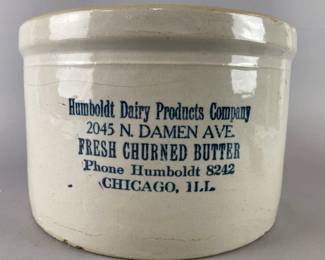 Humboldt Dairy Products Company
2045 N. DAMEN AVE.
FRESH CHURNED BUTTER
Phone Humboldt 8242
CHICAGO, ILL.